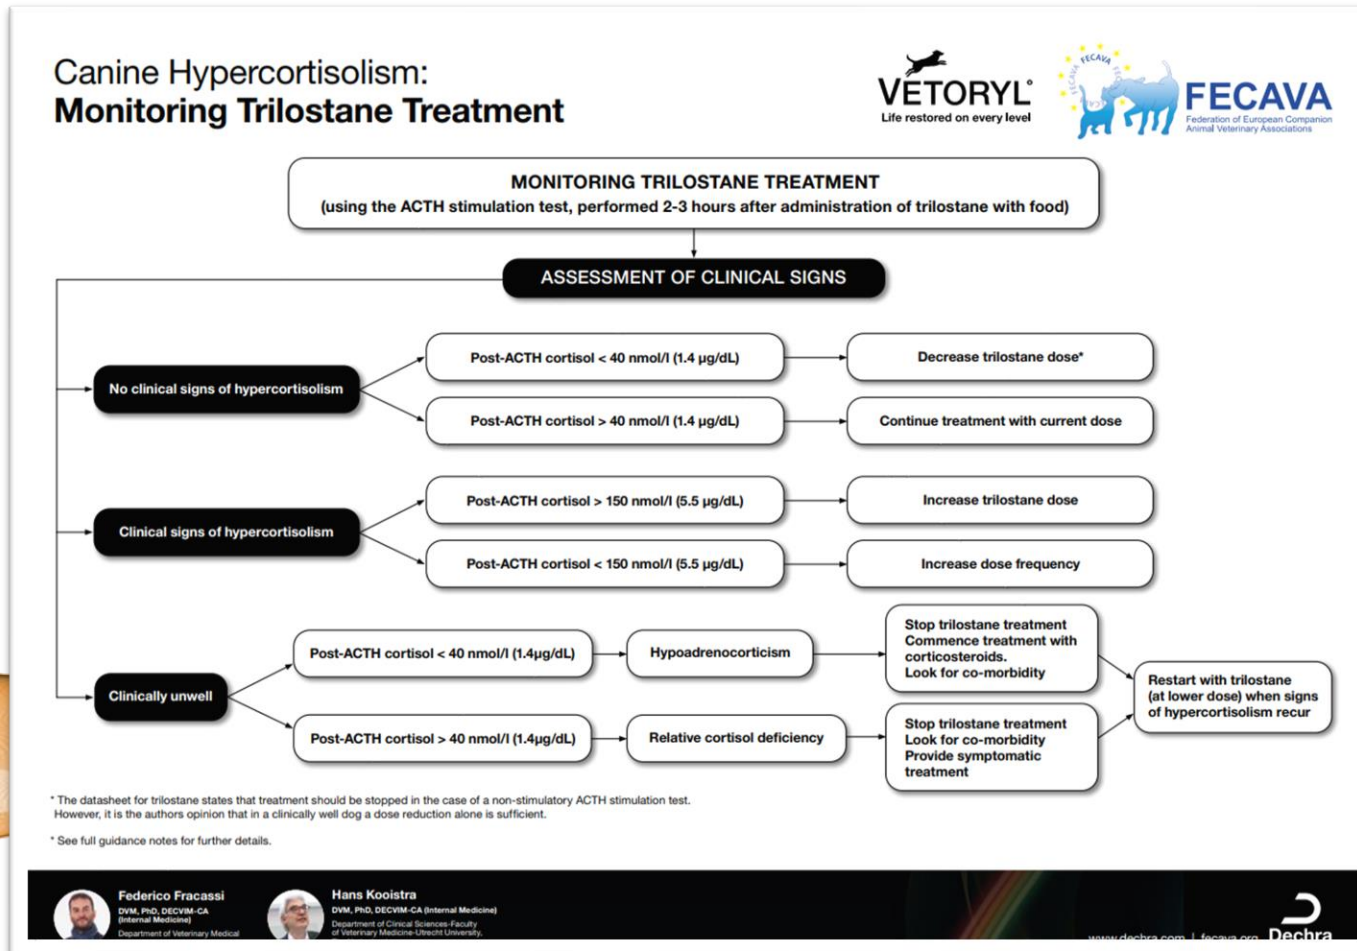 Canine Hypercortisolism:
Monitoring Trilostane Treatment
VETORYL®
Life restored on every level
FECAVA
FECAVA
Federation of European Companion
Animal Veterinary Associations
MONITORING TRILOSTANE TREATMENT
(using the ACTH stimulation test, performed 2-3 hours after administration of trilostane with food)
ASSESSMENT OF CLINICAL SIGNS
No clinical signs of hypercortisolism
Post-ACTH cortisol < 40 nmol/l (1.4 µg/dL)
Decrease trilostane dose*
Post-ACTH cortisol > 40 nmol/l (1.4 µg/dL)
Continue treatment with current dose
Clinical signs of hypercortisolism
Post-ACTH cortisol > 150 nmol/l (5.5 µg/dL)
Increase trilostane dose
Post-ACTH cortisol < 150 nmol/l (5.5 µg/dL)
Increase dose frequency
Clinically unwell
Post-ACTH cortisol < 40 nmol/l (1.4µg/dL)
Hypoadrenocorticism
Stop trilostane treatment
Commence treatment with
corticosteroids.
Look for co-morbidity
Post-ACTH cortisol > 40 nmol/l (1.4µg/dL)
Relative cortisol deficiency
Stop trilostane treatment
Look for co-morbidity
Provide symptomatic
treatment
Restart with trilostane
(at lower dose) when signs
of hypercortisolism recur
* The datasheet for trilostane states that treatment should be stopped in the case of a non-stimulatory ACTH stimulation test.
However, it is the authors opinion that in a clinically well dog a dose reduction alone is sufficient.
* See full guidance notes for further details.
Federico Fracassi
DVM, PhD, DECVIM-CA
(Internal Medicine)
Department of Veterinary Medical
Hans Kooistra
DVM, PhD, DECVIM-CA (Internal Medicine)
Department of Clinical Sciences-Faculty
of Veterinary Medicine-Utrecht University,
www.dechra.com | fecava.org
Dechra